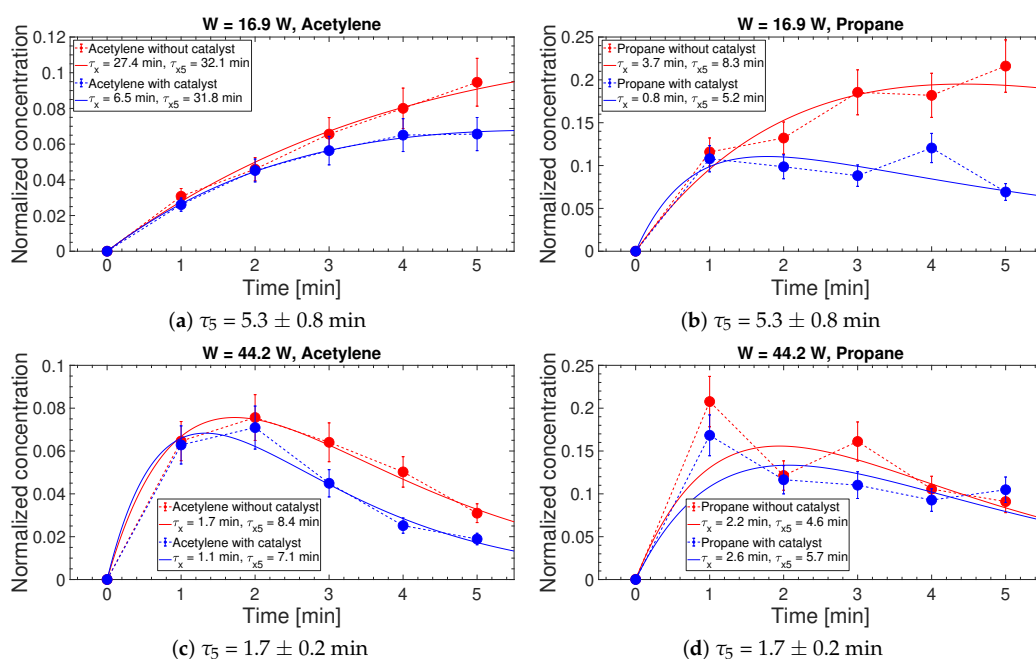 W = 16.9 W, Acetylene
Normalized concentration
0.12
0.1
0.08
0.06
0.04
0.02
0
Acetylene without catalyst
τx = 27.4 min, τx5 = 32.1 min
Acetylene with catalyst
τx = 6.5 min, τx5 = 31.8 min
0 1 2 3 4 5
Time [min]
(a) τ5 = 5.3 ± 0.8 min
W = 16.9 W, Propane
Normalized concentration
0.25
0.2
0.15
0.1
0.05
0
Propane without catalyst
τx = 3.7 min, τx5 = 8.3 min
Propane with catalyst
τx = 0.8 min, τx5 = 5.2 min
0 1 2 3 4 5
Time [min]
(b) τ5 = 5.3 ± 0.8 min
W = 44.2 W, Acetylene
Normalized concentration
0.1
0.08
0.06
0.04
0.02
0
Acetylene without catalyst
τx = 1.7 min, τx5 = 8.4 min
Acetylene with catalyst
τx = 1.1 min, τx5 = 7.1 min
0 1 2 3 4 5
Time [min]
(c) τ5 = 1.7 ± 0.2 min
W = 44.2 W, Propane
Normalized concentration
0.25
0.2
0.15
0.1
0.05
0
Propane without catalyst
τx = 2.2 min, τx5 = 4.6 min
Propane with catalyst
τx = 2.6 min, τx5 = 5.7 min
0 1 2 3 4 5
Time [min]
(d) τ5 = 1.7 ± 0.2 min